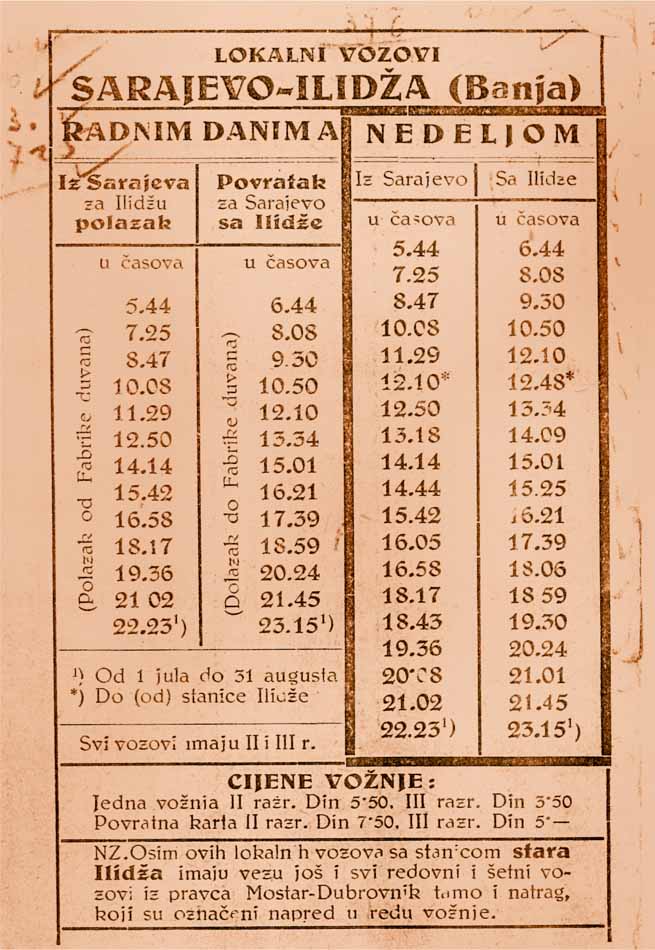 LOKALNI VOZOVI
SARAJEVO-ILIDŽA (Banja)
RADNIM DANIMA
Iz Sarajeva Povratak
za Ilidžu za Sarajevo
polazak sa Ilidže
u časova u časova
(Polazak od Fabrike duvana)
(Dolazak do Fabrike duvana)
5.44 6.44
7.25 8.08
8.47 9.30
10.08 10.50
11.29 12.10
12.50 13.34
14.14 15.01
15.42 16.21
16.58 17.39
18.17 18.59
19.36 20.24
21 02 21.45
22.23¹) 23.15¹)
¹) Od 1 jula do 31 augusta
*) Do (od) stanice Ilidže
Svi vozovi imaju II i III r.
NEDELJOM
Iz Sarajevo Sa Ilidze
u časova u časova
5.44 6.44
7.25 8.08
8.47 9.30
10.08 10.50
11.29 12.10
12.10* 12.48*
12.50 13.34
13.18 14.09
14.14 15.01
14.44 15.25
15.42 16.21
16.05 17.39
16.58 18.06
18.17 18 59
18.43 19.30
19.36 20.24
20·08 21.01
21.02 21.45
22.23¹) 23.15¹)
CIJENE VOŽNJE:
Jedna vožnia II razr. Din 5·50, III razr. Din 3·50
Povratna karta II razr. Din 7·50, III razr. Din 5·—
NZ. Osim ovih lokaln h vozova sa stanicom stara
Ilidža imaju vezu još i svi redovni i šetni vo-
zovi iz pravca Mostar-Dubrovnik tamo i natrag,
koji su označeni napred u redu vožnje.